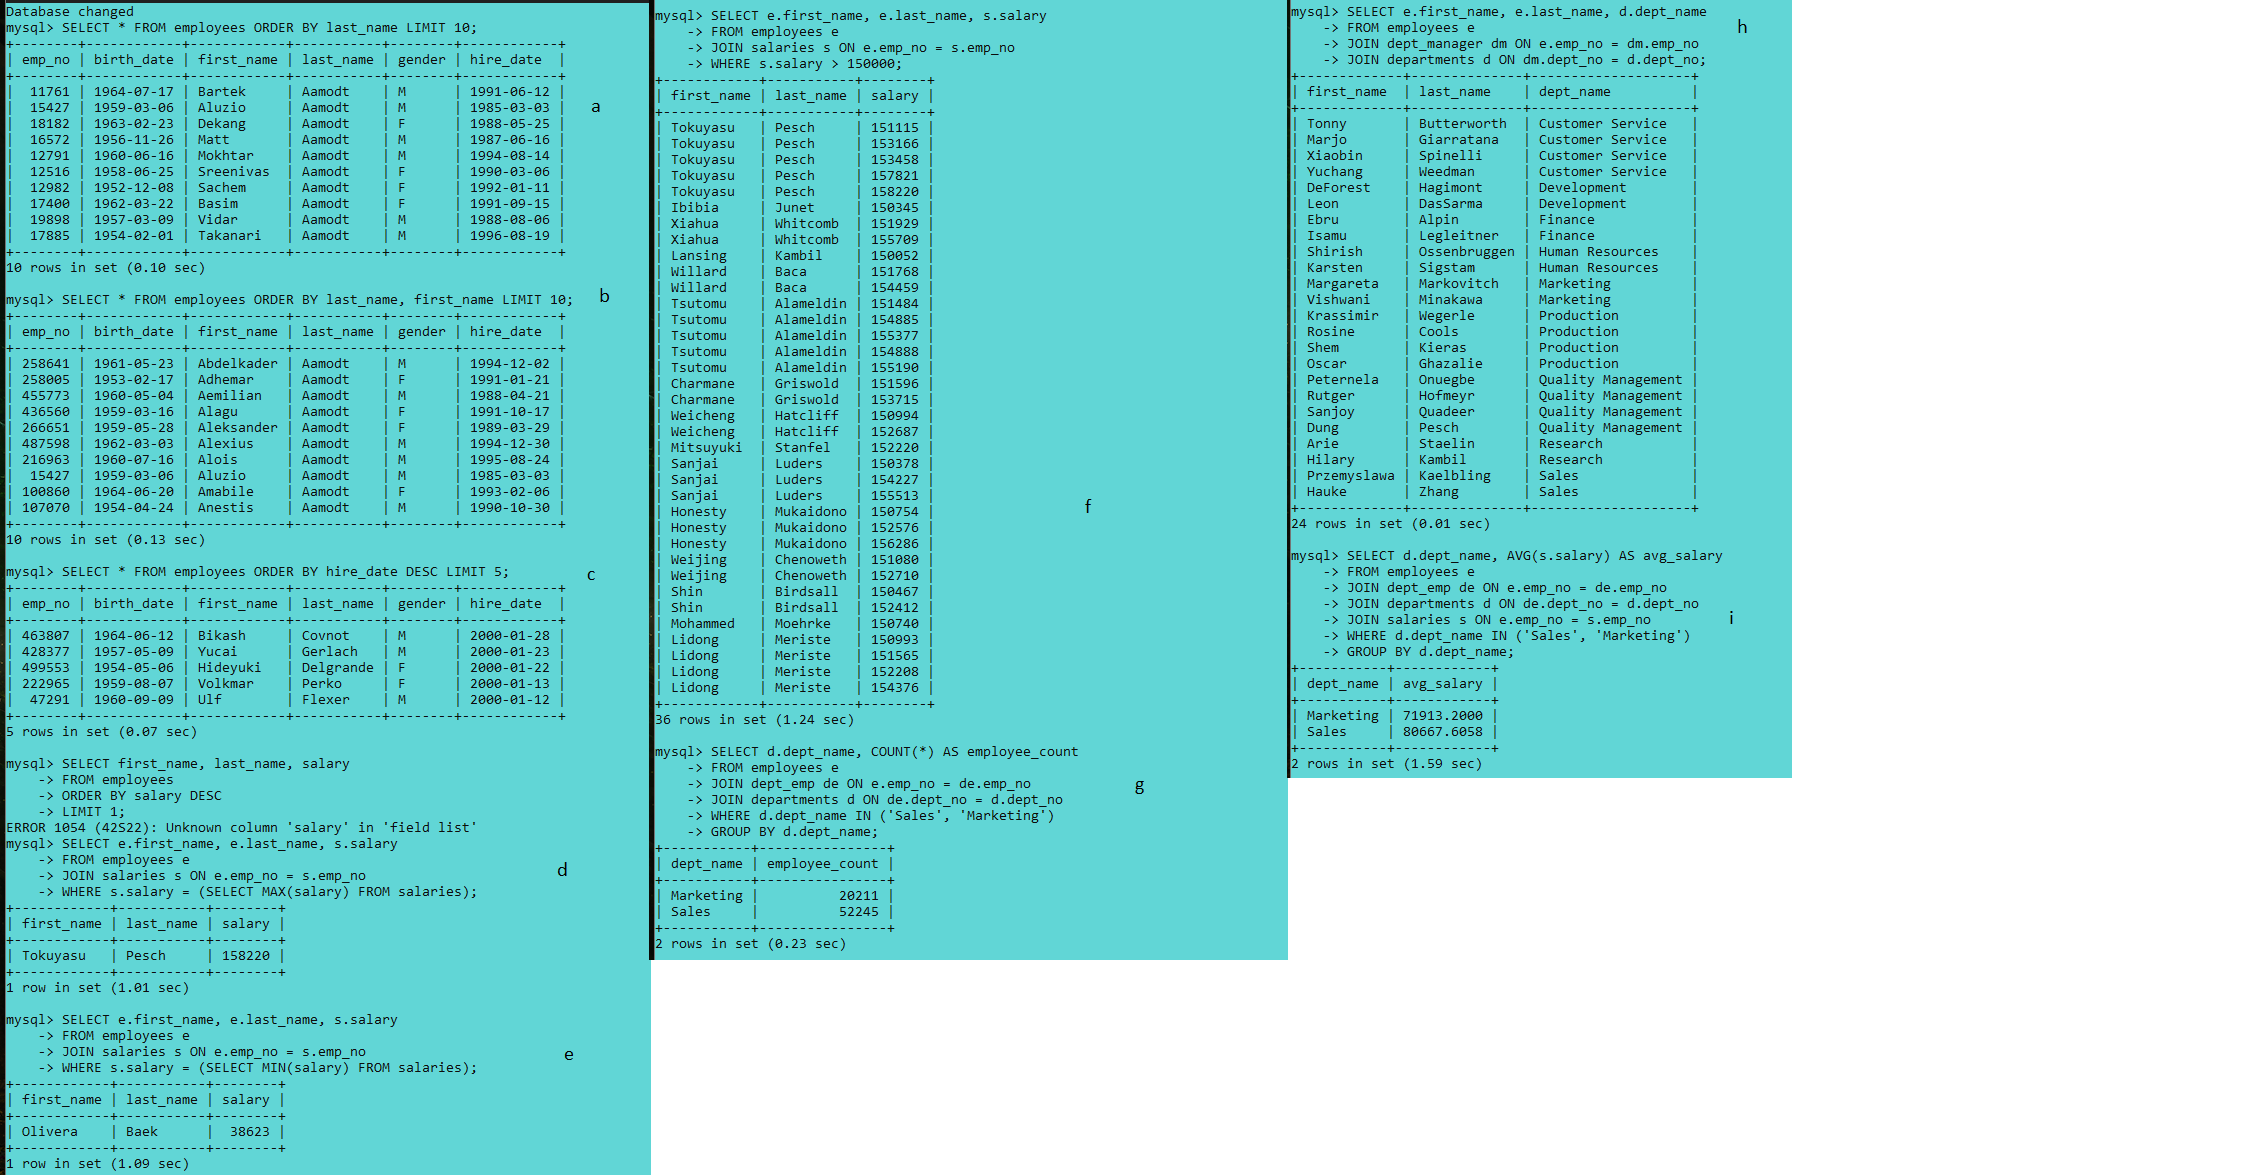 Database changed
mysql> SELECT * FROM employees ORDER BY last_name LIMIT 10;
+--------+------------+------------+-----------+--------+------------+
| emp_no | birth_date | first_name | last_name | gender | hire_date  |
+--------+------------+------------+-----------+--------+------------+
|  11761 | 1964-07-17 | Bartek     | Aamodt    | M      | 1991-06-12 |
|  15427 | 1959-03-06 | Aluzio     | Aamodt    | M      | 1985-03-03 | a
|  18182 | 1963-02-23 | Dekang     | Aamodt    | F      | 1988-05-25 |
|  16572 | 1956-11-26 | Matt       | Aamodt    | M      | 1987-06-16 |
|  12791 | 1960-06-16 | Mokhtar    | Aamodt    | M      | 1994-08-14 |
|  12516 | 1958-06-25 | Sreenivas  | Aamodt    | F      | 1990-03-06 |
|  12982 | 1952-12-08 | Sachem     | Aamodt    | F      | 1992-01-11 |
|  17400 | 1962-03-22 | Basim      | Aamodt    | F      | 1991-09-15 |
|  19898 | 1957-03-09 | Vidar      | Aamodt    | M      | 1988-08-06 |
|  17885 | 1954-02-01 | Takanari   | Aamodt    | M      | 1996-08-19 |
+--------+------------+------------+-----------+--------+------------+
10 rows in set (0.10 sec)
mysql> SELECT * FROM employees ORDER BY last_name, first_name LIMIT 10; b
+--------+------------+------------+-----------+--------+------------+
| emp_no | birth_date | first_name | last_name | gender | hire_date  |
+--------+------------+------------+-----------+--------+------------+
| 258641 | 1961-05-23 | Abdelkader | Aamodt    | M      | 1994-12-02 |
| 258005 | 1953-02-17 | Adhemar    | Aamodt    | F      | 1991-01-21 |
| 455773 | 1960-05-04 | Aemilian   | Aamodt    | M      | 1988-04-21 |
| 436560 | 1959-03-16 | Alagu      | Aamodt    | F      | 1991-10-17 |
| 266651 | 1959-05-28 | Aleksander | Aamodt    | F      | 1989-03-29 |
| 487598 | 1962-03-03 | Alexius    | Aamodt    | M      | 1994-12-30 |
| 216963 | 1960-07-16 | Alois      | Aamodt    | M      | 1995-08-24 |
|  15427 | 1959-03-06 | Aluzio     | Aamodt    | M      | 1985-03-03 |
| 100860 | 1964-06-20 | Amabile    | Aamodt    | F      | 1993-02-06 |
| 107070 | 1954-04-24 | Anestis    | Aamodt    | M      | 1990-10-30 |
+--------+------------+------------+-----------+--------+------------+
10 rows in set (0.13 sec)
mysql> SELECT * FROM employees ORDER BY hire_date DESC LIMIT 5; c
+--------+------------+------------+-----------+--------+------------+
| emp_no | birth_date | first_name | last_name | gender | hire_date  |
+--------+------------+------------+-----------+--------+------------+
| 463807 | 1964-06-12 | Bikash     | Covnot    | M      | 2000-01-28 |
| 428377 | 1957-05-09 | Yucai      | Gerlach   | M      | 2000-01-23 |
| 499553 | 1954-05-06 | Hideyuki   | Delgrande | F      | 2000-01-22 |
| 222965 | 1959-08-07 | Volkmar    | Perko     | F      | 2000-01-13 |
|  47291 | 1960-09-09 | Ulf        | Flexer    | M      | 2000-01-12 |
+--------+------------+------------+-----------+--------+------------+
5 rows in set (0.07 sec)
mysql> SELECT first_name, last_name, salary
    -> FROM employees
    -> ORDER BY salary DESC
    -> LIMIT 1;
ERROR 1054 (42S22): Unknown column 'salary' in 'field list'
mysql> SELECT e.first_name, e.last_name, s.salary
    -> FROM employees e
    -> JOIN salaries s ON e.emp_no = s.emp_no d
    -> WHERE s.salary = (SELECT MAX(salary) FROM salaries);
+------------+-----------+--------+
| first_name | last_name | salary |
+------------+-----------+--------+
| Tokuyasu   | Pesch     | 158220 |
+------------+-----------+--------+
1 row in set (1.01 sec)
mysql> SELECT e.first_name, e.last_name, s.salary
    -> FROM employees e
    -> JOIN salaries s ON e.emp_no = s.emp_no e
    -> WHERE s.salary = (SELECT MIN(salary) FROM salaries);
+------------+-----------+--------+
| first_name | last_name | salary |
+------------+-----------+--------+
| Olivera    | Baek      |  38623 |
+------------+-----------+--------+
1 row in set (1.09 sec)
mysql> SELECT e.first_name, e.last_name, s.salary
    -> FROM employees e
    -> JOIN salaries s ON e.emp_no = s.emp_no
    -> WHERE s.salary > 150000;
+------------+-----------+--------+
| first_name | last_name | salary |
+------------+-----------+--------+
| Tokuyasu   | Pesch     | 151115 |
| Tokuyasu   | Pesch     | 153166 |
| Tokuyasu   | Pesch     | 153458 |
| Tokuyasu   | Pesch     | 157821 |
| Tokuyasu   | Pesch     | 158220 |
| Ibibia     | Junet     | 150345 |
| Xiahua     | Whitcomb  | 151929 |
| Xiahua     | Whitcomb  | 155709 |
| Lansing    | Kambil    | 150052 |
| Willard    | Baca      | 151768 |
| Willard    | Baca      | 154459 |
| Tsutomu    | Alameldin | 151484 |
| Tsutomu    | Alameldin | 154885 |
| Tsutomu    | Alameldin | 155377 |
| Tsutomu    | Alameldin | 154888 |
| Tsutomu    | Alameldin | 155190 |
| Charmane   | Griswold  | 151596 |
| Charmane   | Griswold  | 153715 |
| Weicheng   | Hatcliff  | 150994 |
| Weicheng   | Hatcliff  | 152687 |
| Mitsuyuki  | Stanfel   | 152220 |
| Sanjai     | Luders    | 150378 |
| Sanjai     | Luders    | 154227 |
| Sanjai     | Luders    | 155513 |
| Honesty    | Mukaidono | 150754 | f
| Honesty    | Mukaidono | 152576 |
| Honesty    | Mukaidono | 156286 |
| Weijing    | Chenoweth | 151080 |
| Weijing    | Chenoweth | 152710 |
| Shin       | Birdsall  | 150467 |
| Shin       | Birdsall  | 152412 |
| Mohammed   | Moehrke   | 150740 |
| Lidong     | Meriste   | 150993 |
| Lidong     | Meriste   | 151565 |
| Lidong     | Meriste   | 152208 |
| Lidong     | Meriste   | 154376 |
+------------+-----------+--------+
36 rows in set (1.24 sec)
mysql> SELECT d.dept_name, COUNT(*) AS employee_count
    -> FROM employees e
    -> JOIN dept_emp de ON e.emp_no = de.emp_no g
    -> JOIN departments d ON de.dept_no = d.dept_no
    -> WHERE d.dept_name IN ('Sales', 'Marketing')
    -> GROUP BY d.dept_name;
+-----------+----------------+
| dept_name | employee_count |
+-----------+----------------+
| Marketing |          20211 |
| Sales     |          52245 |
+-----------+----------------+
2 rows in set (0.23 sec)
mysql> SELECT e.first_name, e.last_name, d.dept_name
    -> FROM employees e h
    -> JOIN dept_manager dm ON e.emp_no = dm.emp_no
    -> JOIN departments d ON dm.dept_no = d.dept_no;
+-------------+--------------+--------------------+
| first_name  | last_name    | dept_name          |
+-------------+--------------+--------------------+
| Tonny       | Butterworth  | Customer Service   |
| Marjo       | Giarratana   | Customer Service   |
| Xiaobin     | Spinelli     | Customer Service   |
| Yuchang     | Weedman      | Customer Service   |
| DeForest    | Hagimont     | Development        |
| Leon        | DasSarma     | Development        |
| Ebru        | Alpin        | Finance            |
| Isamu       | Legleitner   | Finance            |
| Shirish     | Ossenbruggen | Human Resources    |
| Karsten     | Sigstam      | Human Resources    |
| Margareta   | Markovitch   | Marketing          |
| Vishwani    | Minakawa     | Marketing          |
| Krassimir   | Wegerle      | Production         |
| Rosine      | Cools        | Production         |
| Shem        | Kieras       | Production         |
| Oscar       | Ghazalie     | Production         |
| Peternela   | Onuegbe      | Quality Management |
| Rutger      | Hofmeyr      | Quality Management |
| Sanjoy      | Quadeer      | Quality Management |
| Dung        | Pesch        | Quality Management |
| Arie        | Staelin      | Research           |
| Hilary      | Kambil       | Research           |
| Przemyslawa | Kaelbling    | Sales              |
| Hauke       | Zhang        | Sales              |
+-------------+--------------+--------------------+
24 rows in set (0.01 sec)
mysql> SELECT d.dept_name, AVG(s.salary) AS avg_salary
    -> FROM employees e
    -> JOIN dept_emp de ON e.emp_no = de.emp_no
    -> JOIN departments d ON de.dept_no = d.dept_no
    -> JOIN salaries s ON e.emp_no = s.emp_no i
    -> WHERE d.dept_name IN ('Sales', 'Marketing')
    -> GROUP BY d.dept_name;
+-----------+------------+
| dept_name | avg_salary |
+-----------+------------+
| Marketing | 71913.2000 |
| Sales     | 80667.6058 |
+-----------+------------+
2 rows in set (1.59 sec)